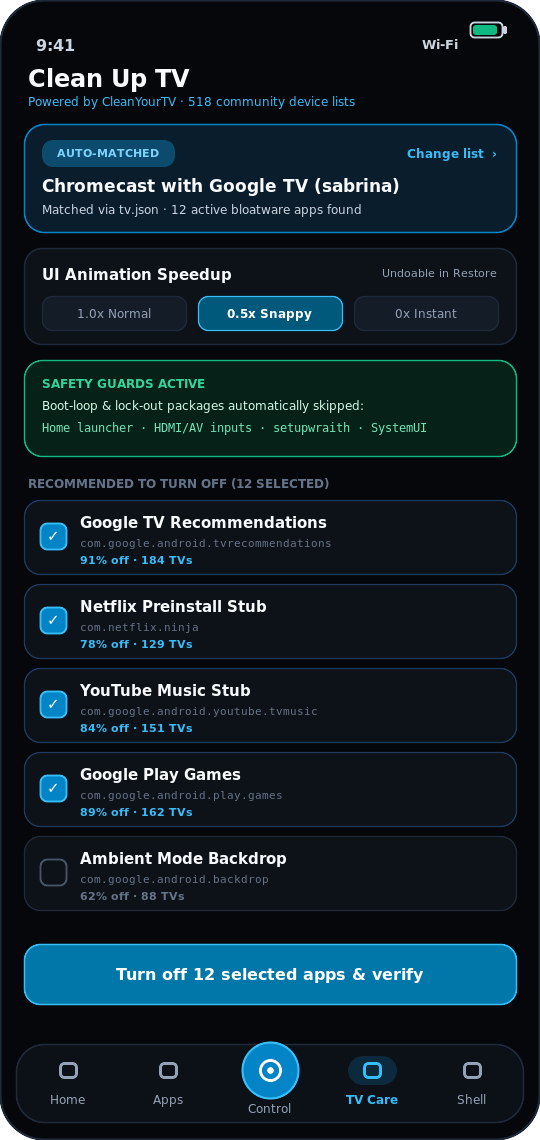 9:41
Wi-Fi
Clean Up TV
Powered by CleanYourTV · 518 community device lists
AUTO-MATCHED
Change list ›
Chromecast with Google TV (sabrina)
Matched via tv.json · 12 active bloatware apps found
UI Animation Speedup
Undoable in Restore
1.0x Normal
0.5x Snappy
0x Instant
SAFETY GUARDS ACTIVE
Boot-loop & lock-out packages automatically skipped:
Home launcher · HDMI/AV inputs · setupwraith · SystemUI
RECOMMENDED TO TURN OFF (12 SELECTED)
✓ Google TV Recommendations
com.google.android.tvrecommendations
91% off · 184 TVs
✓ Netflix Preinstall Stub
com.netflix.ninja
78% off · 129 TVs
✓ YouTube Music Stub
com.google.android.youtube.tvmusic
84% off · 151 TVs
✓ Google Play Games
com.google.android.play.games
89% off · 162 TVs
Ambient Mode Backdrop
com.google.android.backdrop
62% off · 88 TVs
Turn off 12 selected apps & verify
Home
Apps
Control
TV Care
Shell